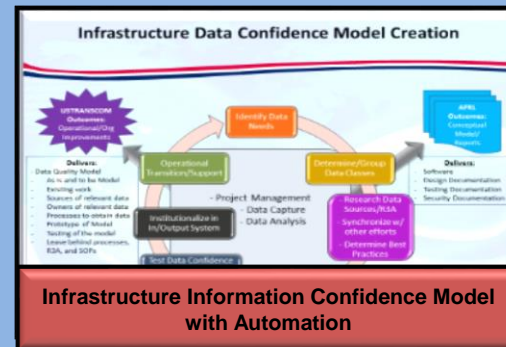 Infrastructure Data Confidence Model Creation
USTRANSCOM
Outcomes:
Operational/Org
Improvements
Delivers:
- Data Quality Model
As is and to be Model
Existing work
Sources of relevant data
Owners of relevant data
Processes to obtain data
Prototype of Model
Testing of the model
Leave behind processes,
R3A, and SOPs
Identify Data
Needs
Operational
Transition/Support
Determine/Group
Data Classes
Institutionalize in
In/Output System
- Project Management
- Data Capture
- Data Analysis
- Research Data
Sources/R3A
- Synchronize w/
other efforts
- Determine Best
Practices
Test Data Confidence
Outcomes:
Conceptual
Model/
Reports
Delivers:
Software
Design Documentation
Testing Documentation
Security Documentation
Infrastructure Information Confidence Model
with Automation